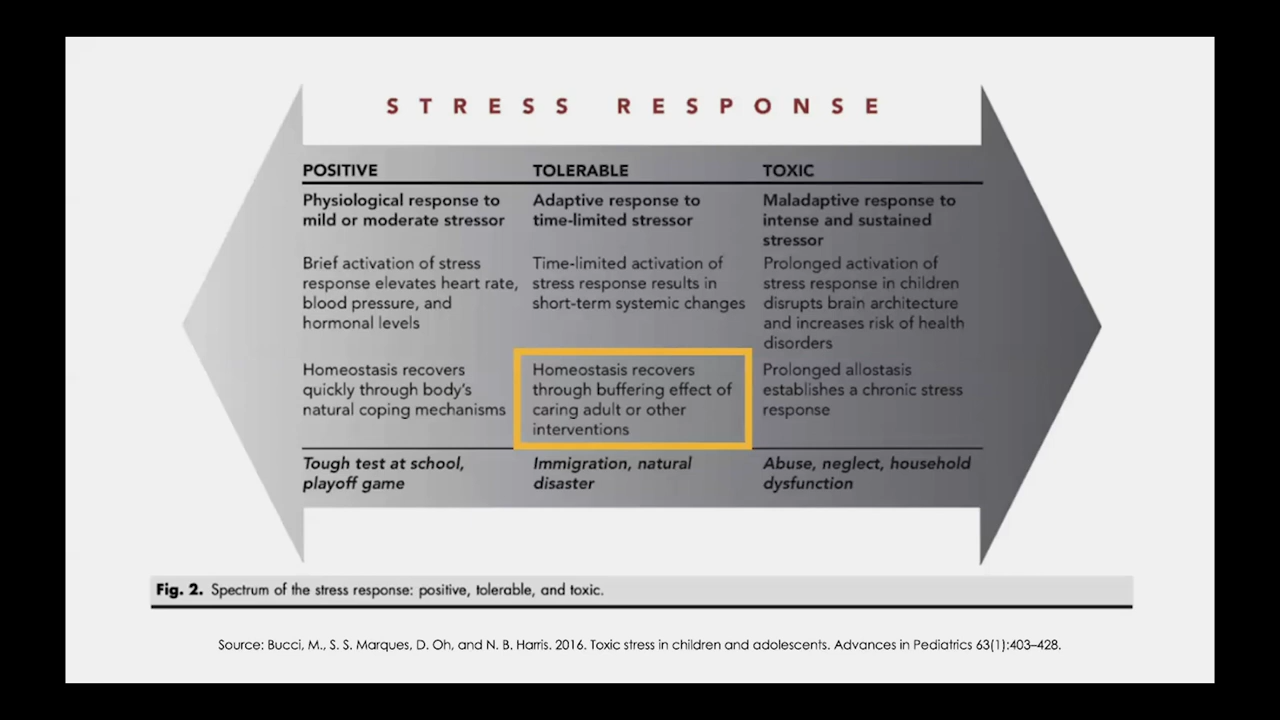 STRESS RESPONSE
POSITIVE
Physiological response to
mild or moderate stressor
Brief activation of stress
response elevates heart rate,
blood pressure, and
hormonal levels
Homeostasis recovers
quickly through body's
natural coping mechanisms
Tough test at school,
playoff game
TOLERABLE
Adaptive response to
time-limited stressor
Time-limited activation of
stress response results in
short-term systemic changes
Homeostasis recovers
through buffering effect of
caring adult or other
interventions
Immigration, natural
disaster
TOXIC
Maladaptive response to
intense and sustained
stressor
Prolonged activation of
stress response in children
disrupts brain architecture
and increases risk of health
disorders
Prolonged allostasis
establishes a chronic stress
response
Abuse, neglect, household
dysfunction
Fig. 2. Spectrum of the stress response: positive, tolerable, and toxic.
Source: Bucci, M., S. S. Marques, D. Oh, and N. B. Harris. 2016. Toxic stress in children and adolescents. Advances in Pediatrics 63(1):403–428.